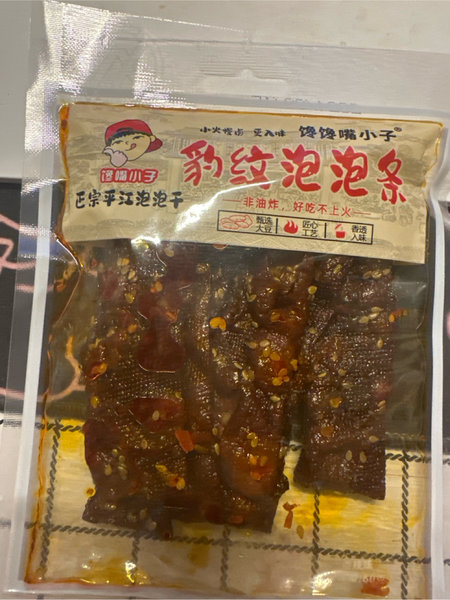 小火慢卤 更入味
馋馋嘴小子®
馋嘴小子
豹纹泡泡条
正宗平江泡泡干
非油炸，好吃不上火
甄选
大豆
匠心
工艺
香透
入味